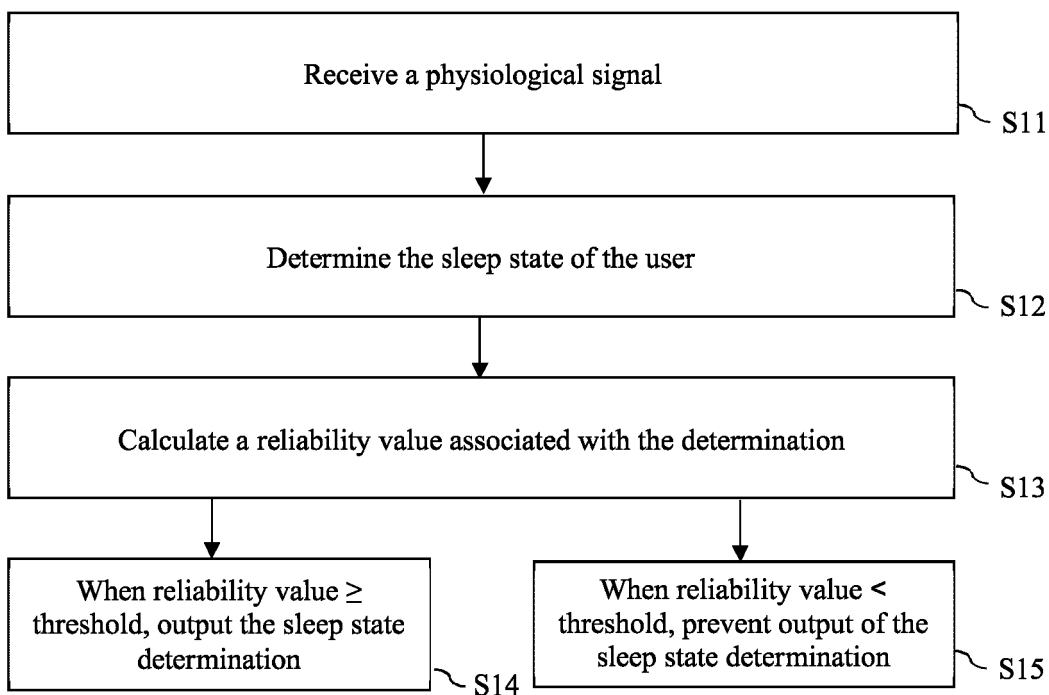 Receive a physiological signal
S11
Determine the sleep state of the user
S12
Calculate a reliability value associated with the determination
S13
When reliability value ≥
threshold, output the sleep state
determination
S14
When reliability value <
threshold, prevent output of the
sleep state determination
S15